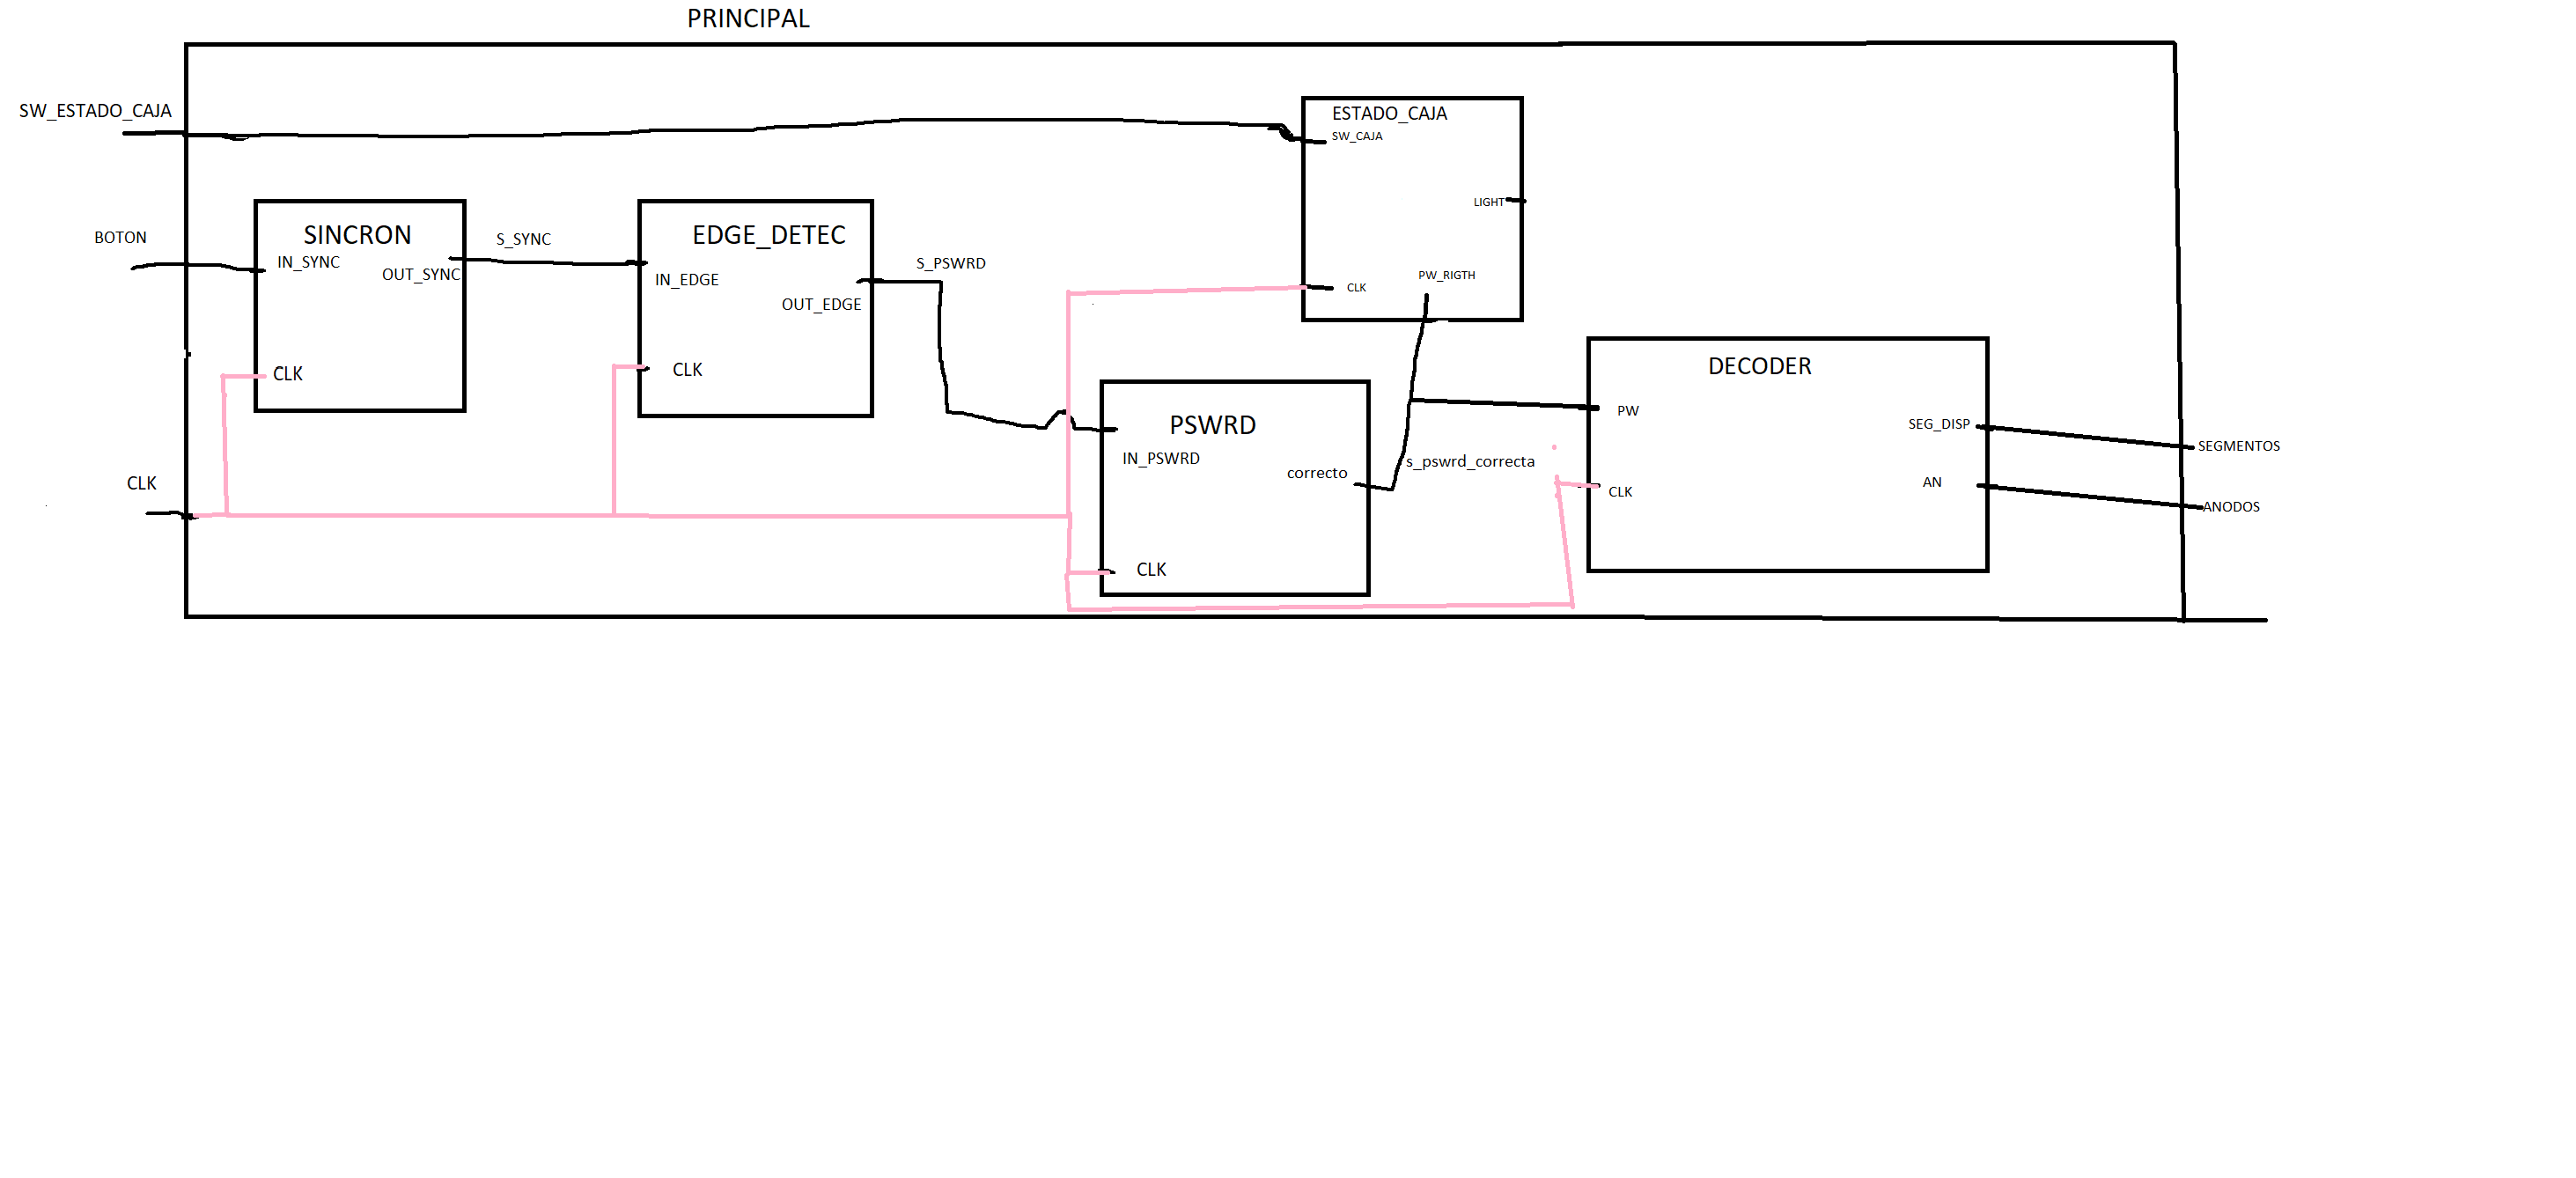 PRINCIPAL
SW_ESTADO_CAJA
ESTADO_CAJA
SW_CAJA
LIGHT
CLK
PW_RIGTH
BOTON
SINCRON
IN_SYNC
OUT_SYNC
CLK
S_SYNC
EDGE_DETEC
IN_EDGE
OUT_EDGE
CLK
S_PSWRD
PSWRD
IN_PSWRD
correcto
CLK
s_pswrd_correcta
DECODER
PW
CLK
SEG_DISP
AN
SEGMENTOS
ANODOS
CLK